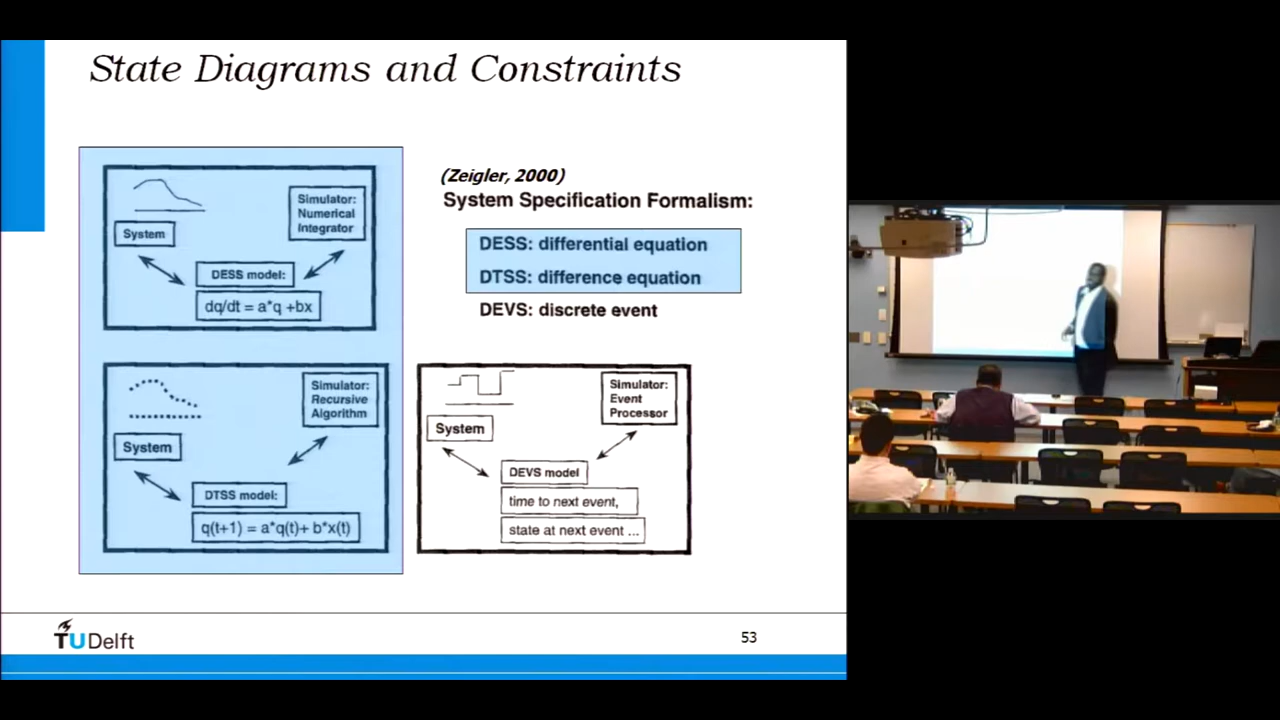 State Diagrams and Constraints
Simulator:
Numerical
Integrator
System
DESS model:
dq/dt = a*q +bx
Simulator:
Recursive
Algorithm
System
DTSS model:
q(t+1) = a*q(t)+ b*x(t)
(Zeigler, 2000)
System Specification Formalism:
DESS: differential equation
DTSS: difference equation
DEVS: discrete event
Simulator:
Event
Processor
System
DEVS model
time to next event,
state at next event ...
TUDelft
53